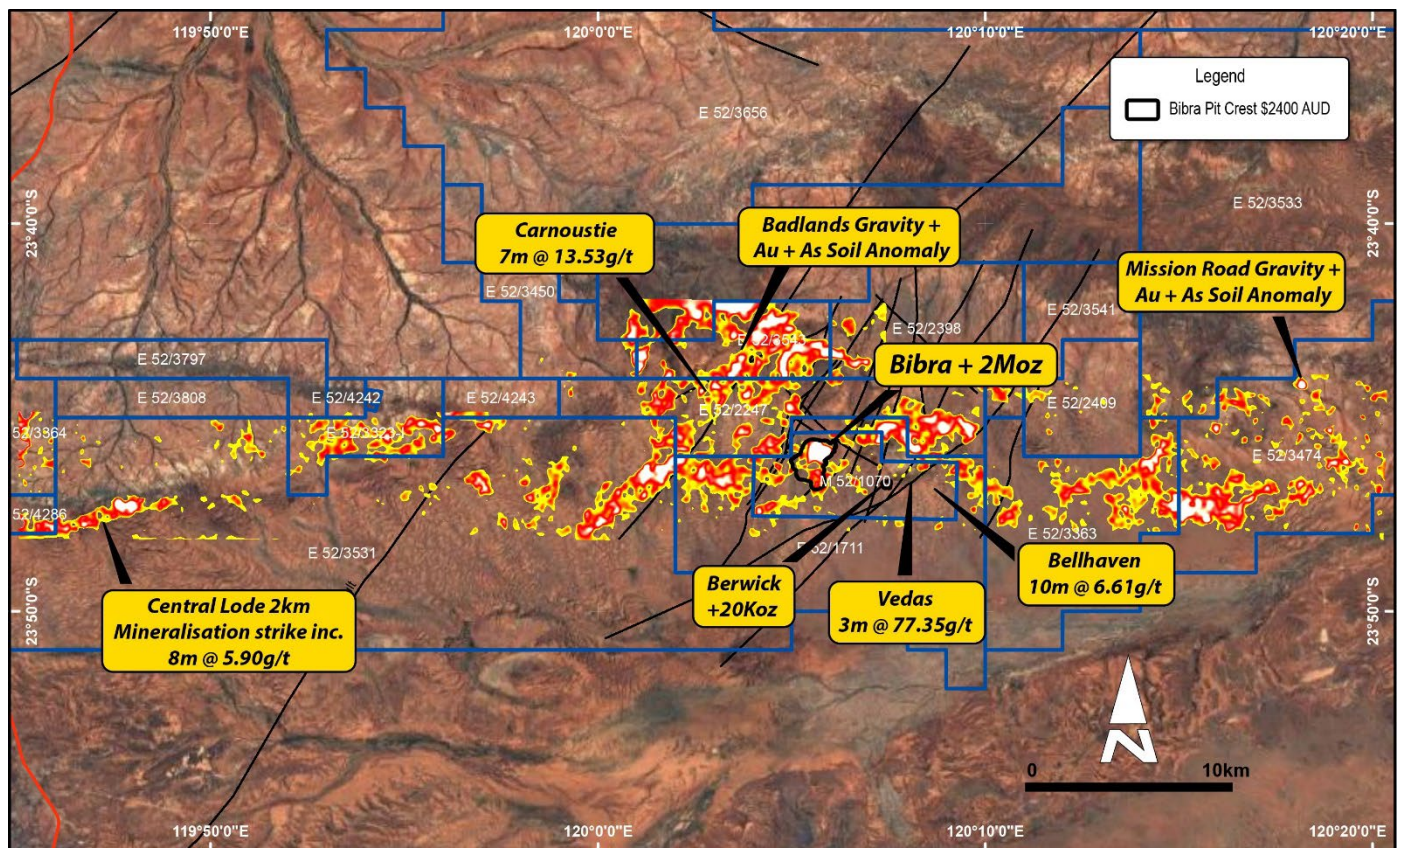 119°50'0"E
120°0'0"E
120°10'0"E
120°20'0"E
Legend
Bibra Pit Crest $2400 AUD
E 52/3656
E 52/3533
23°40'0"S
23°40'0"S
Carnoustie
7m @ 13.53g/t
Badlands Gravity +
Au + As Soil Anomaly
Mission Road Gravity +
Au + As Soil Anomaly
E 52/3450
E 52/3541
E 52/2398
E 52/3797
Bibra + 2Moz
E 52/3808
E 52/4242
E 52/4243
E 52/2247
E 52/2409
52/3864
E 52/3474
M 52/1070
52/4286
E 52/3531
E 52/1711
E 52/3363
Central Lode 2km
Mineralisation strike inc.
8m @ 5.90g/t
Berwick
+20Koz
Vedas
3m @ 77.35g/t
Bellhaven
10m @ 6.61g/t
23°50'0"S
23°50'0"S
N
0
10km
119°50'0"E
120°0'0"E
120°10'0"E
120°20'0"E